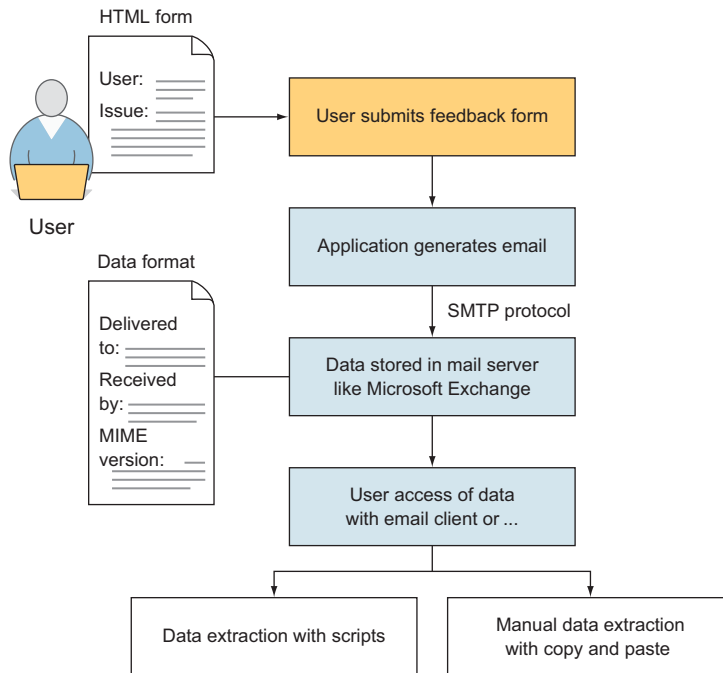 HTML form
User:
Issue:
User
User submits feedback form
Application generates email
SMTP protocol
Data format
Delivered
to:
Received
by:
MIME
version:
Data stored in mail server
like Microsoft Exchange
User access of data
with email client or ...
Data extraction with scripts
Manual data extraction
with copy and paste